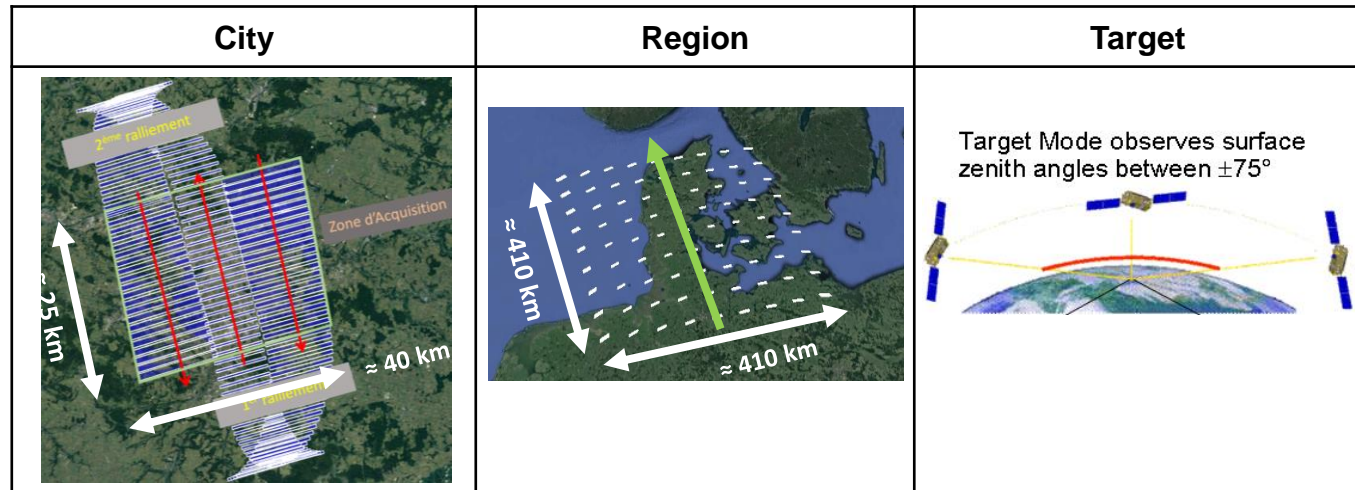 City
Region
Target
2ème ralliement
Zone d'Acquisition
≈ 25 km
≈ 40 km
1er ralliement
≈ 410 km
≈ 410 km
Target Mode observes surface
zenith angles between ±75°